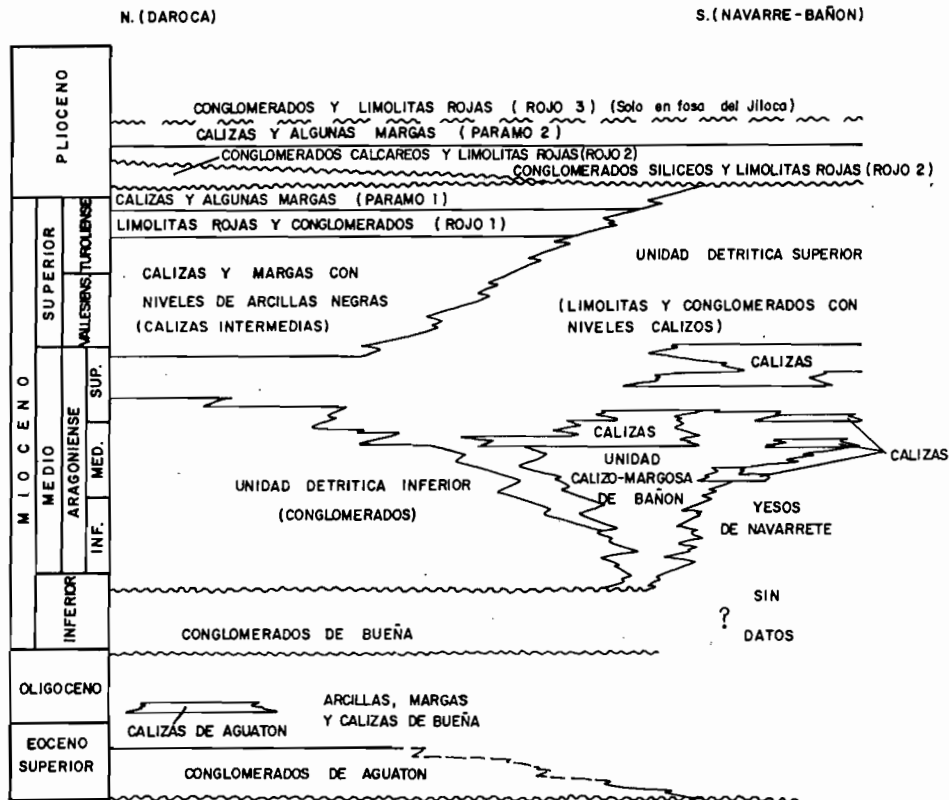 N. (DAROCA)
S. (NAVARRE-BAÑON)
PLIOCENO
CONGLOMERADOS Y LIMOLITAS ROJAS (ROJO 3) (Solo en fosa del Jiloca)
CALIZAS Y ALGUNAS MARGAS (PARAMO 2)
CONGLOMERADOS CALCAREOS Y LIMOLITAS ROJAS (ROJO 2)
CONGLOMERADOS SILICEOS Y LIMOLITAS ROJAS (ROJO 2)
MIOCENO
SUPERIOR
TUROLIENSE
VALLESIENS.
CALIZAS Y ALGUNAS MARGAS (PARAMO 1)
LIMOLITAS ROJAS Y CONGLOMERADOS (ROJO 1)
CALIZAS Y MARGAS CON
NIVELES DE ARCILLAS NEGRAS
(CALIZAS INTERMEDIAS)
UNIDAD DETRITICA SUPERIOR
(LIMOLITAS Y CONGLOMERADOS CON
NIVELES CALIZOS)
CALIZAS
MEDIO
ARAGONIENSE
SUP.
MED.
INF.
CALIZAS
CALIZAS
UNIDAD
CALIZO-MARGOSA
DE BAÑON
UNIDAD DETRITICA INFERIOR
(CONGLOMERADOS)
YESOS
DE NAVARRETE
INFERIOR
CONGLOMERADOS DE BUEÑA
SIN
?
DATOS
OLIGOCENO
CALIZAS DE AGUATON
ARCILLAS, MARGAS
Y CALIZAS DE BUEÑA
EOCENO
SUPERIOR
CONGLOMERADOS DE AGUATON